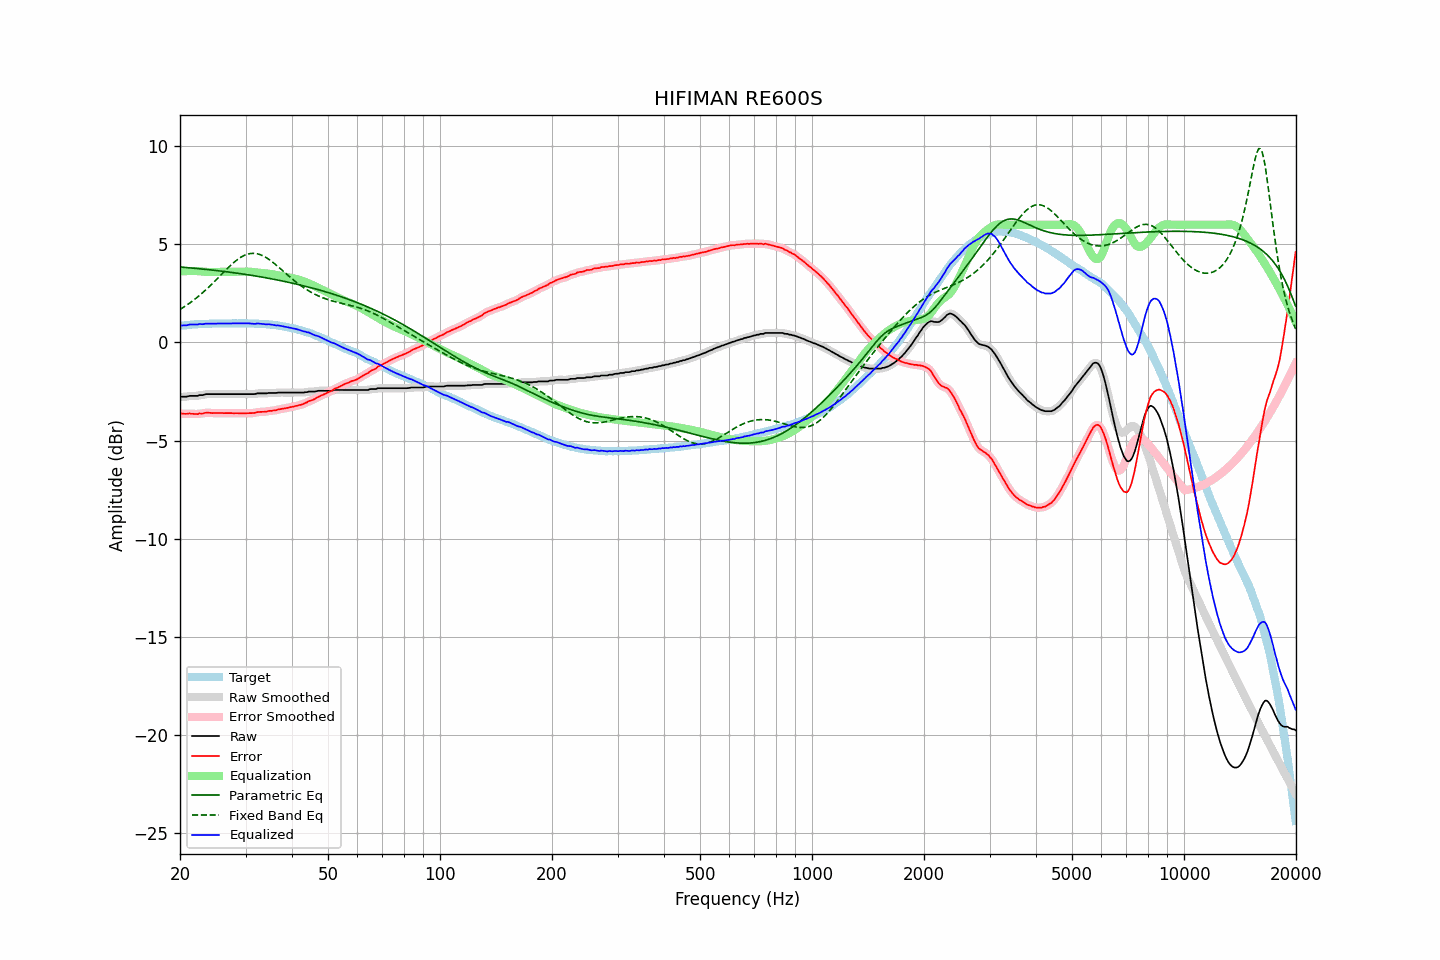 HIFIMAN RE600S
10
5
0
−5
−10
−15
−20
−25
Amplitude (dBr)
Target
Raw Smoothed
Error Smoothed
Raw
Error
Equalization
Parametric Eq
Fixed Band Eq
Equalized
20 50 100 200 500 1000 2000 5000 10000 20000
Frequency (Hz)